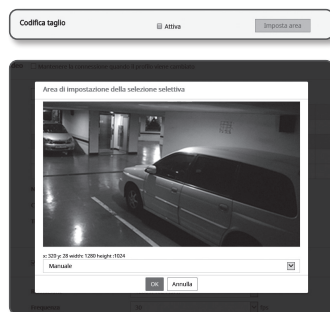 Codifica taglio
Attiva
Imposta area
Area di impostazione della selezione selettiva
x: 320 y: 28 width: 1280 height :1024
Manuale
OK
Annulla